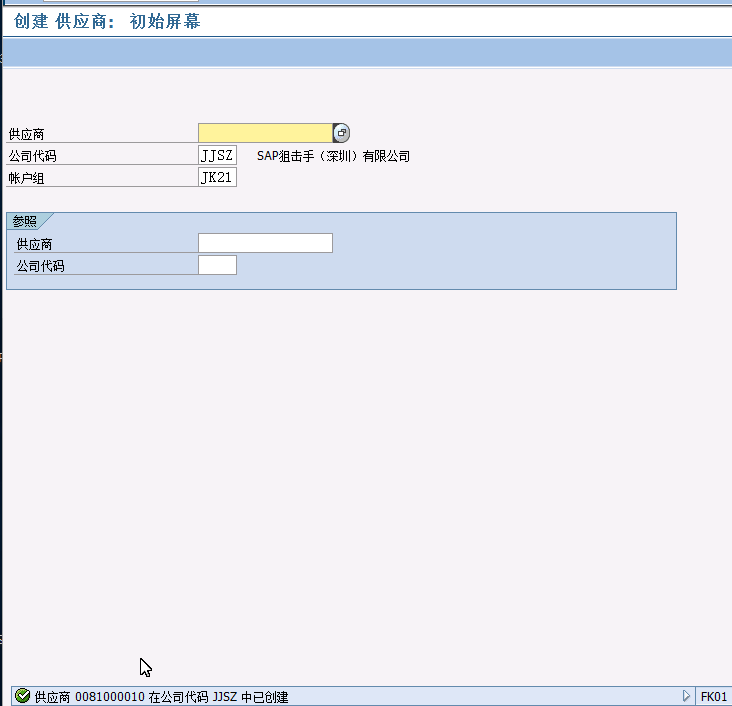 创建 供应商: 初始屏幕
供应商
公司代码 JJSZ SAP狙击手（深圳）有限公司
帐户组 JK21
参照
供应商
公司代码
供应商 0081000010 在公司代码 JJSZ 中已创建 FK01